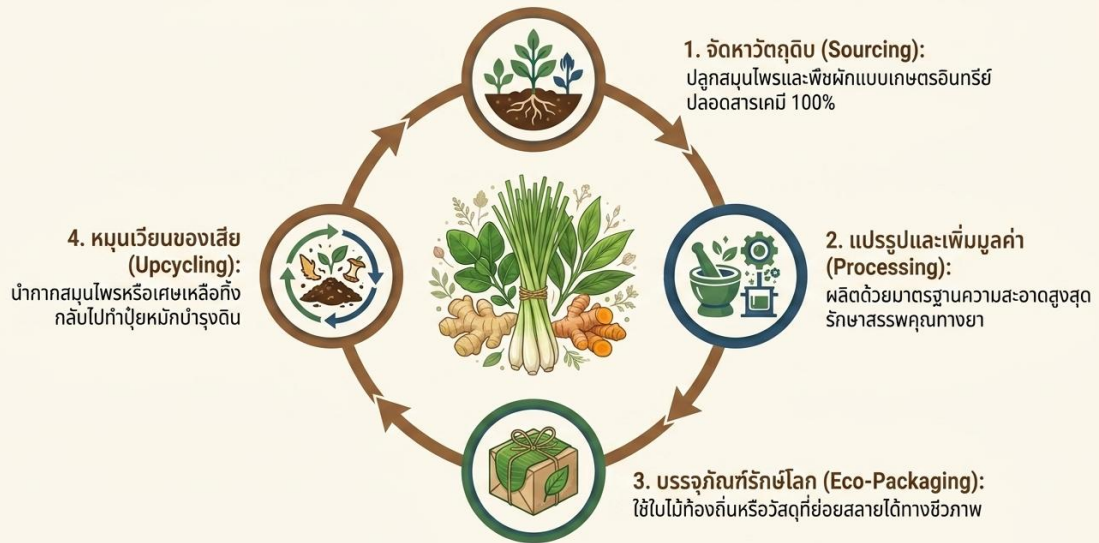 1. จัดหาวัตถุดิบ (Sourcing):
ปลูกสมุนไพรและพืชผักแบบเกษตรอินทรีย์
ปลอดสารเคมี 100%
2. แปรรูปและเพิ่มมูลค่า
(Processing):
ผลิตด้วยมาตรฐานความสะอาดสูงสุด
รักษาสรรพคุณทางยา
3. บรรจุภัณฑ์รักษ์โลก (Eco-Packaging):
ใช้ใบไม้ท้องถิ่นหรือวัสดุที่ย่อยสลายได้ทางชีวภาพ
4. หมุนเวียนของเสีย
(Upcycling):
นำกากสมุนไพรหรือเศษเหลือทิ้ง
กลับไปทำปุ๋ยหมักบำรุงดิน